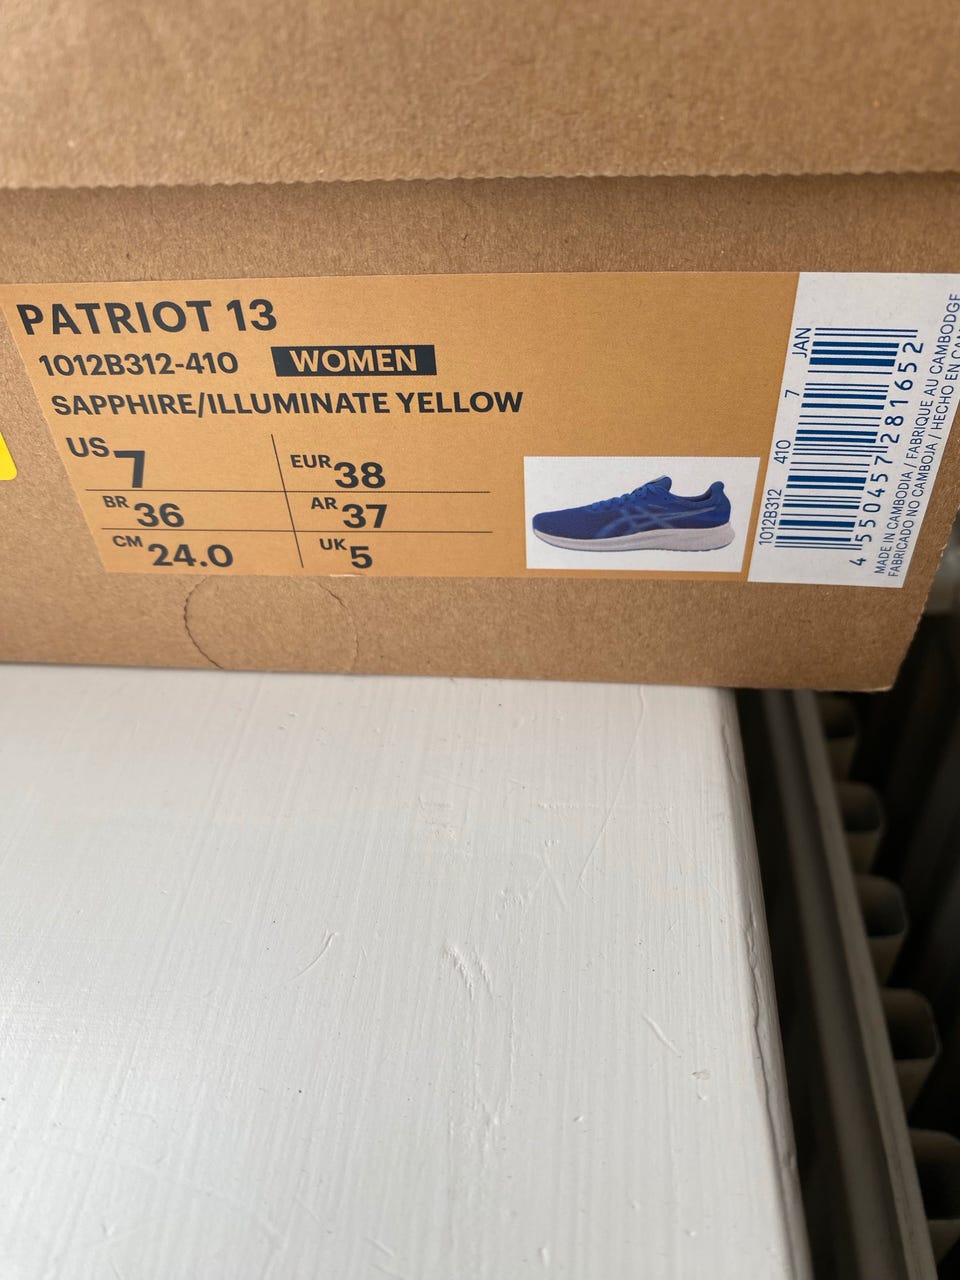 PATRIOT 13
1012B312-410 WOMEN
SAPPHIRE/ILLUMINATE YELLOW
US 7 EUR 38
BR 36 AR 37
CM 24.0 UK 5
1012B312 410 7 JAN
4 550457 281652
MADE IN CAMBODIA / FABRIQUE AU CAMBODGE
FABRICADO NO CAMBOJA / HECHO EN